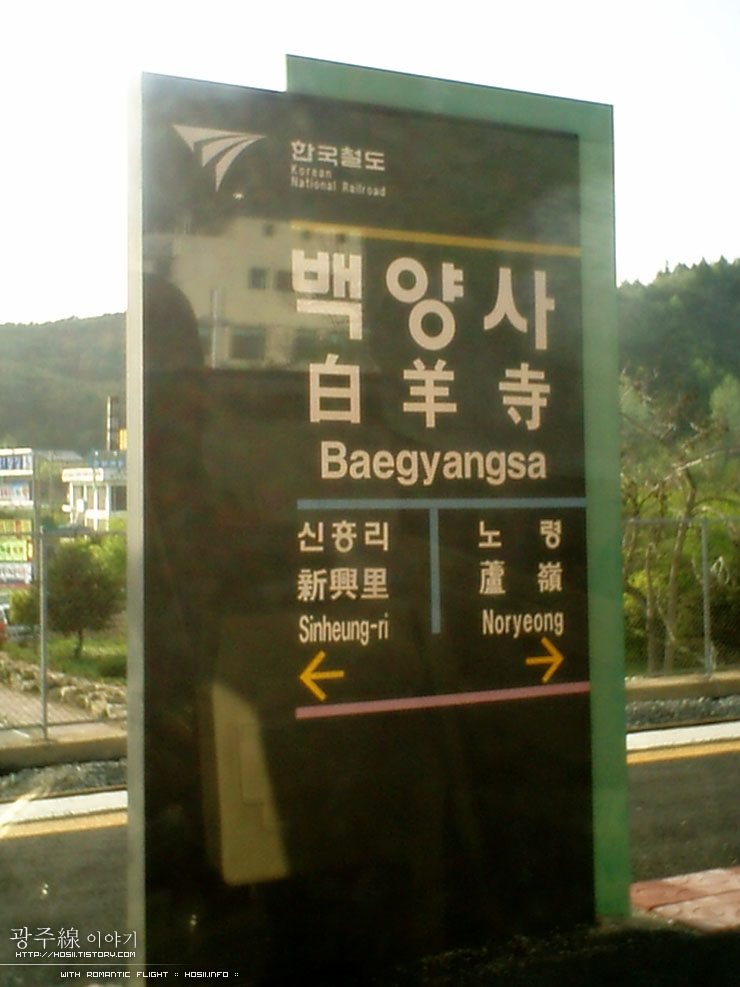 한국철도
Korean
National Railroad
백양사
白羊寺
Baegyangsa
신흥리
新興里
Sinheung-ri
노령
蘆嶺
Noryeong
광주線 이야기
HTTP://HOSII.TISTORY.COM
WITH ROMANTIC FLIGHT :: HOSII.INFO ::